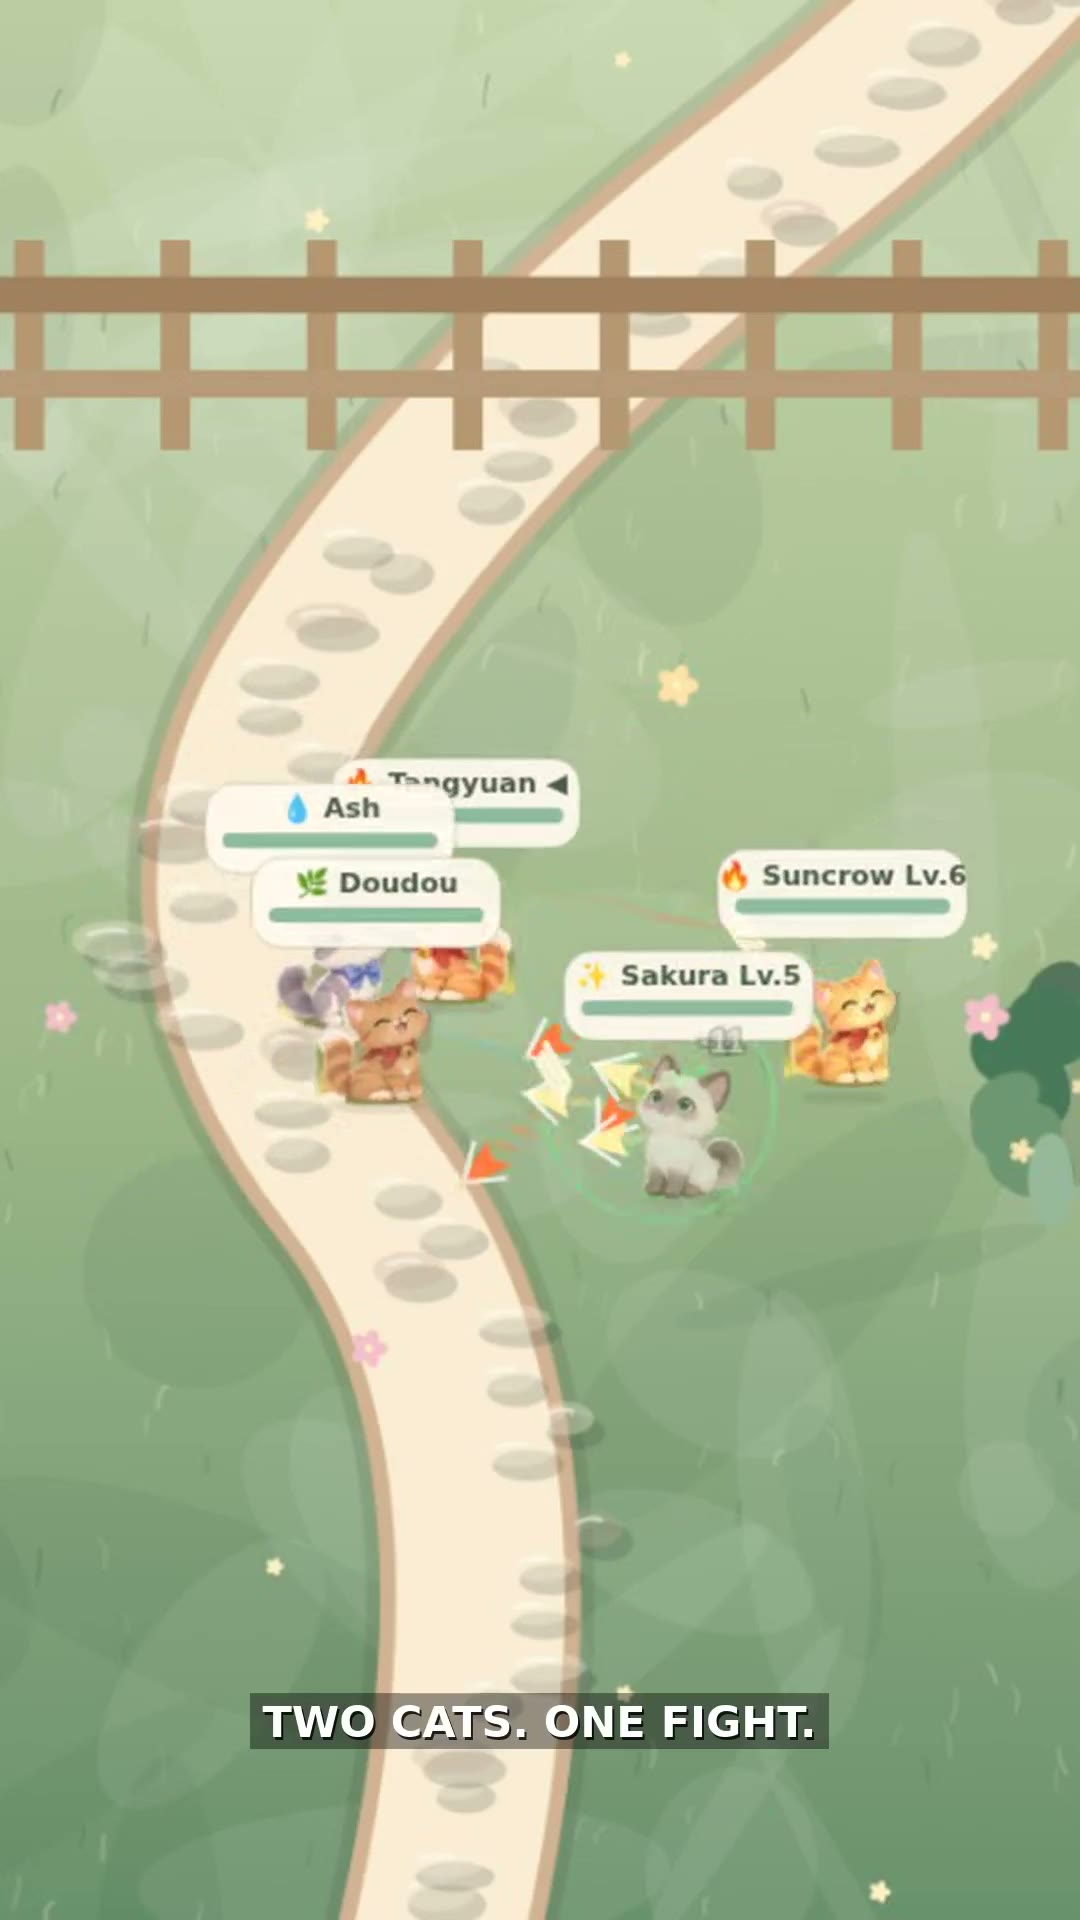 🔥 Tangyuan ◀
💧 Ash
🌿 Doudou
🔥 Suncrow Lv.6
✨ Sakura Lv.5
TWO CATS. ONE FIGHT.